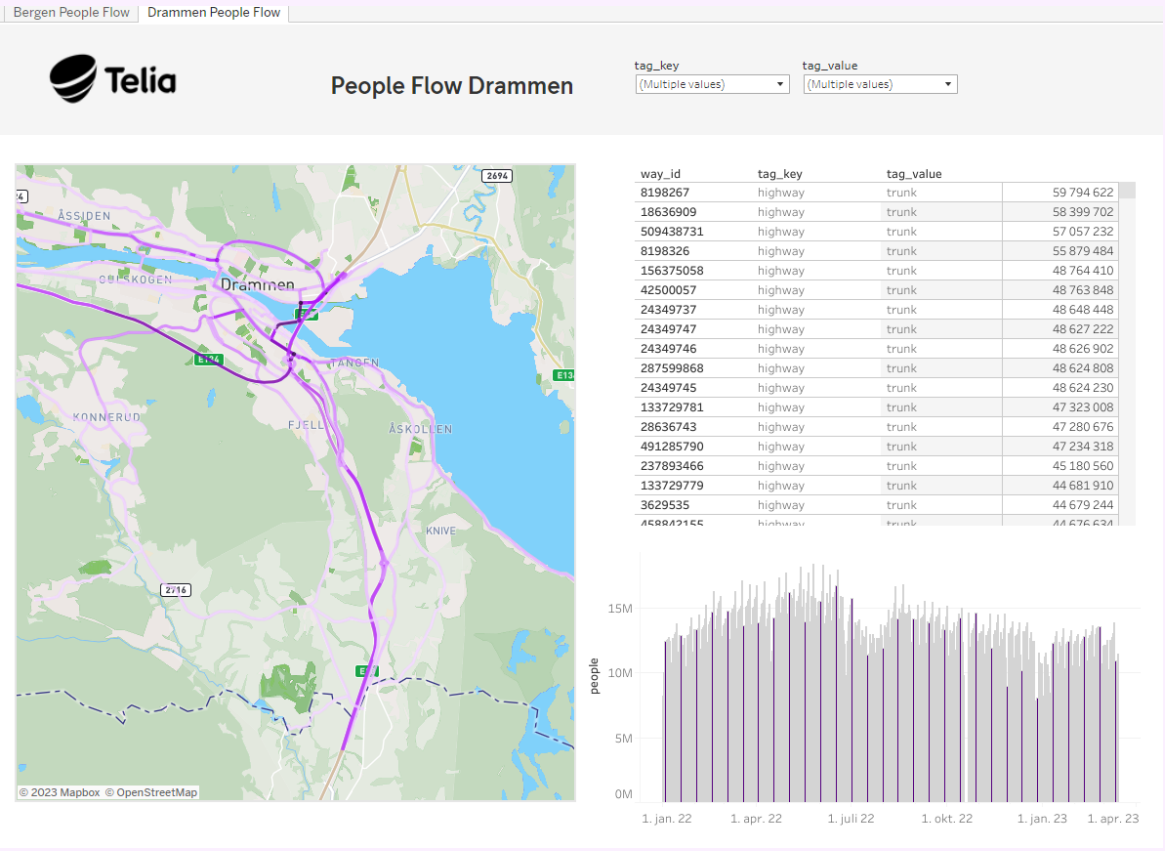 Bergen People Flow
Drammen People Flow
Telia
People Flow Drammen
tag_key
(Multiple values)
tag_value
(Multiple values)
2694
ÅSSIDEN
GULSKOGEN
Drammen
E134
TANGEN
E13
KONNERUD
FJELL
ÅSKOLLEN
KNIVE
2716
© 2023 Mapbox © OpenStreetMap
way_id tag_key tag_value
8198267 highway trunk 59 794 622
18636909 highway trunk 58 399 702
509438731 highway trunk 57 057 232
8198326 highway trunk 55 879 484
156375058 highway trunk 48 764 410
42500057 highway trunk 48 763 848
24349737 highway trunk 48 648 448
24349747 highway trunk 48 627 222
24349746 highway trunk 48 626 902
287599868 highway trunk 48 624 808
24349745 highway trunk 48 624 230
133729781 highway trunk 47 323 008
28636743 highway trunk 47 280 676
491285790 highway trunk 47 234 318
237893466 highway trunk 45 180 560
133729779 highway trunk 44 681 910
3629535 highway trunk 44 679 244
458842155 highway trunk 44 676 634
people
15M
10M
5M
0M
1. jan. 22 1. apr. 22 1. juli 22 1. okt. 22 1. jan. 23 1. apr. 23